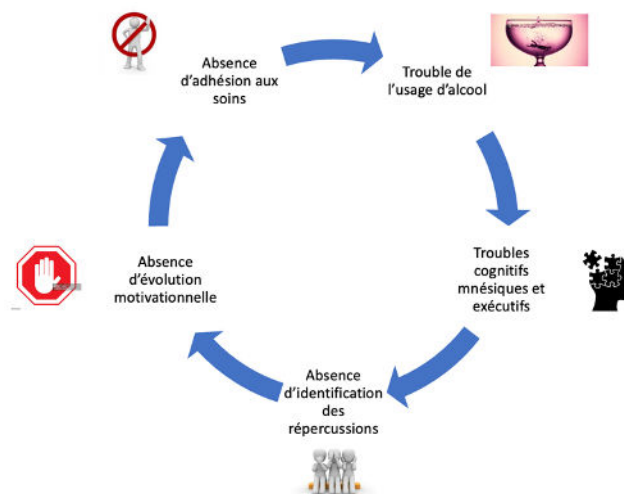 Absence
d'adhésion aux
soins
Trouble de
l'usage d'alcool
Troubles
cognitifs
mnésiques et
exécutifs
Absence
d'identification
des
répercussions
Absence
d'évolution
motivationnelle